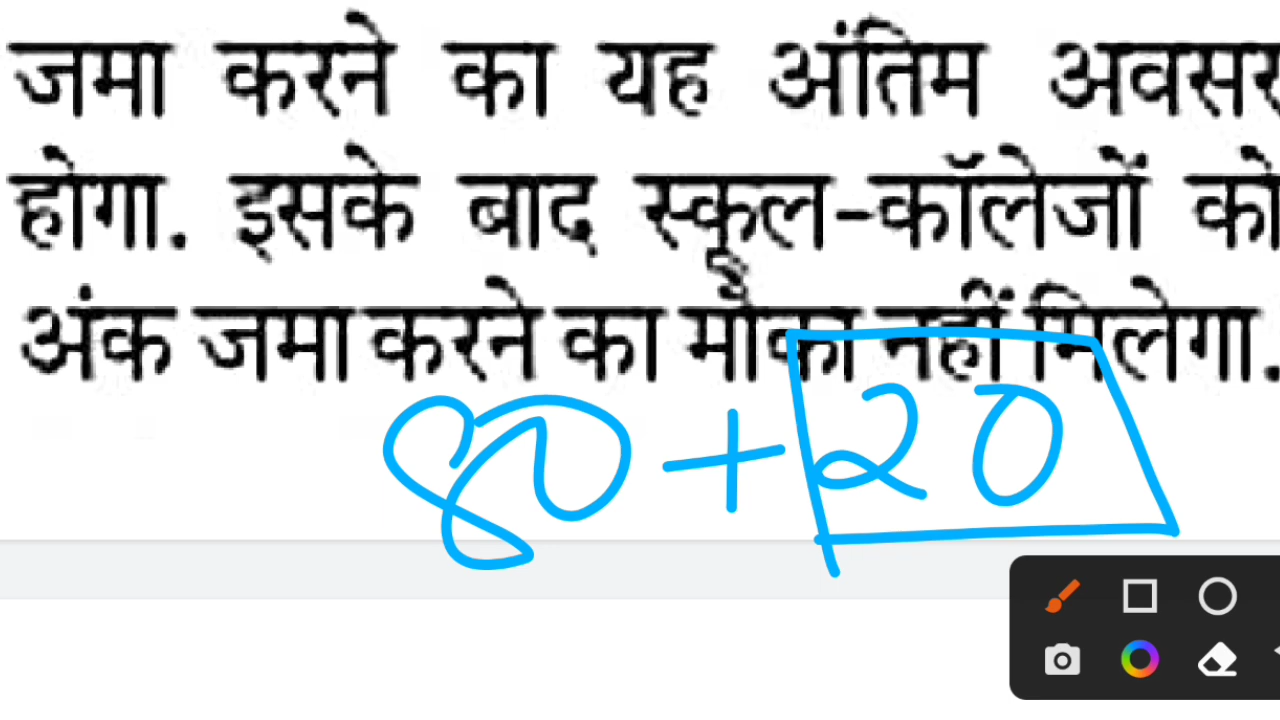 जमा करने का यह अंतिम अवसर
होगा. इसके बाद स्कूल-कॉलेजों को
अंक जमा करने का मौका नहीं मिलेगा.
80+20